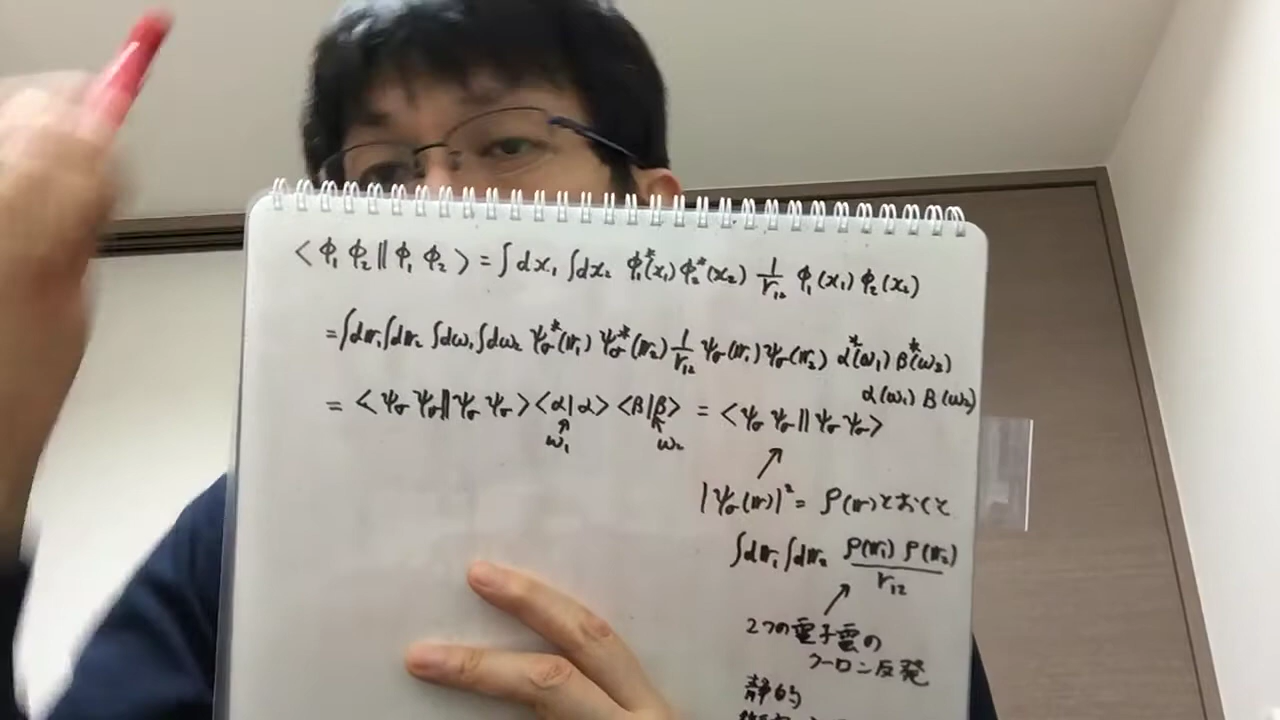 < φ₁ φ₂ || φ₁ φ₂ > = ∫dx₁ ∫dx₂ φ₁*(x₁) φ₂*(x₂) 1/r₁₂ φ₁(x₁) φ₂(x₂)
= ∫d𝕣₁∫d𝕣₂ ∫dω₁∫dω₂ ψσ*(𝕣₁) ψσ*(𝕣₂) 1/r₁₂ ψσ(𝕣₁) ψσ(𝕣₂) α*(ω₁) β*(ω₂)
α(ω₁) β(ω₂)
= < ψσ ψσ || ψσ ψσ > <α|α> <β|β> = < ψσ ψσ || ψσ ψσ >
ω₁ ω₂
|ψσ(𝕣)|² = ρ(𝕣)とおくと
∫d𝕣₁∫d𝕣₂ ρ(𝕣₁) ρ(𝕣₂) / r₁₂
2つの電子雲の
クーロン反発
静的